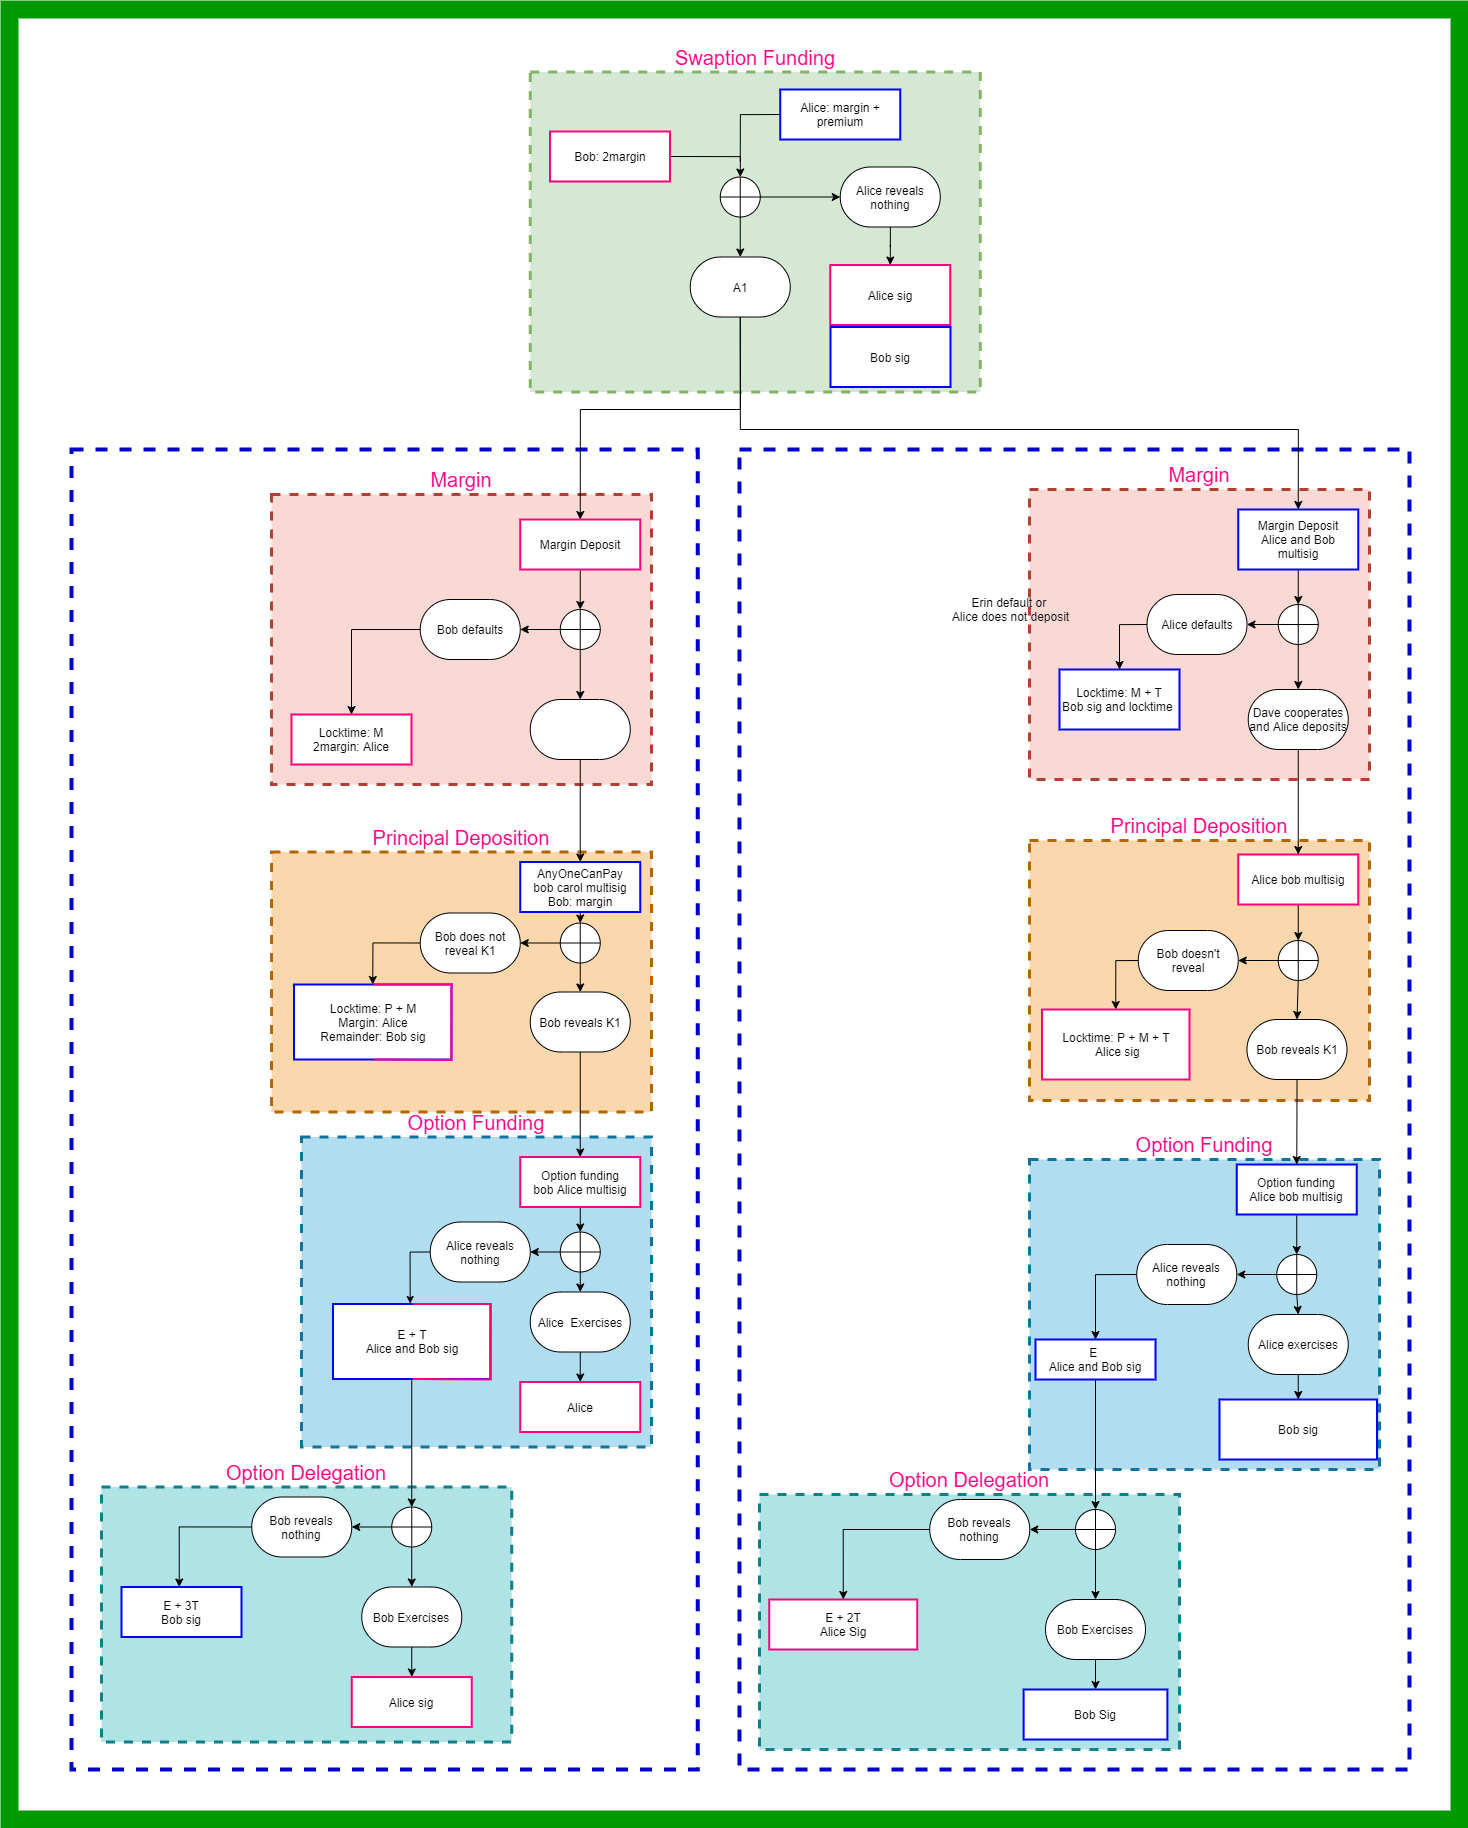 Swaption Funding
Alice: margin +
premium
Bob: 2margin
Alice reveals
nothing
A1
Alice sig
Bob sig
Margin
Margin Deposit
Bob defaults
Locktime: M
2margin: Alice
Principal Deposition
AnyOneCanPay
bob carol multisig
Bob: margin
Bob does not
reveal K1
Locktime: P + M
Margin: Alice
Remainder: Bob sig
Bob reveals K1
Option Funding
Option funding
bob Alice multisig
Alice reveals
nothing
E + T
Alice and Bob sig
Alice  Exercises
Alice
Option Delegation
Bob reveals
nothing
E + 3T
Bob sig
Bob Exercises
Alice sig
Margin
Margin Deposit
Alice and Bob
multisig
Erin default or
Alice does not deposit
Alice defaults
Locktime: M + T
Bob sig and locktime
Dave cooperates
and Alice deposits
Principal Deposition
Alice bob multisig
Bob doesn't
reveal
Locktime: P + M + T
Alice sig
Bob reveals K1
Option Funding
Option funding
Alice bob multisig
Alice reveals
nothing
E
Alice and Bob sig
Alice exercises
Bob sig
Option Delegation
Bob reveals
nothing
E + 2T
Alice Sig
Bob Exercises
Bob Sig